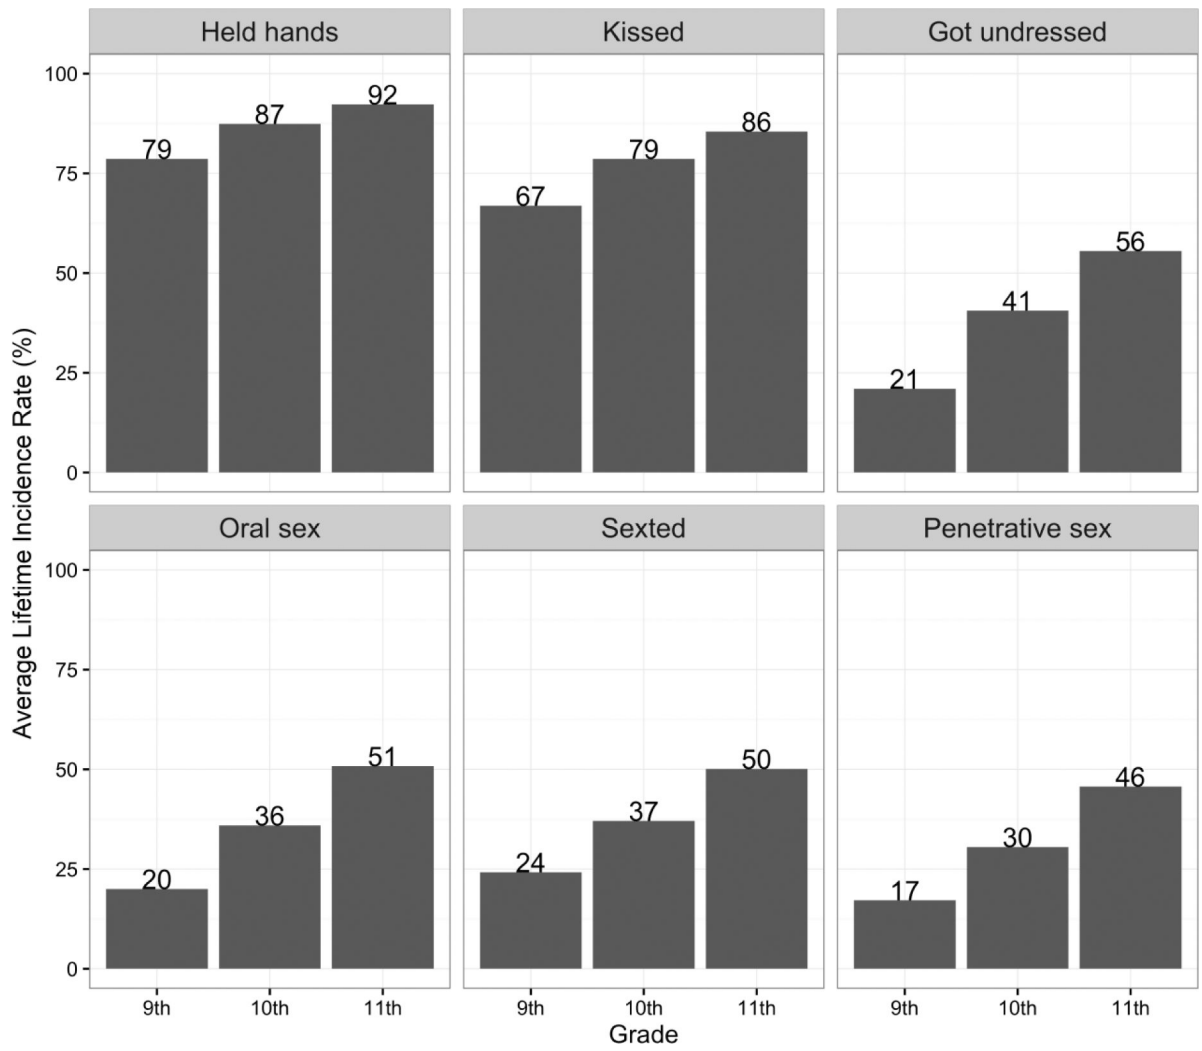 Held hands
Kissed
Got undressed
Average Lifetime Incidence Rate (%)
100
75
50
25
0
79
87
92
67
79
86
21
41
56
Oral sex
Sexted
Penetrative sex
100
75
50
25
0
20
36
51
24
37
50
17
30
46
9th 10th 11th
9th 10th 11th
9th 10th 11th
Grade